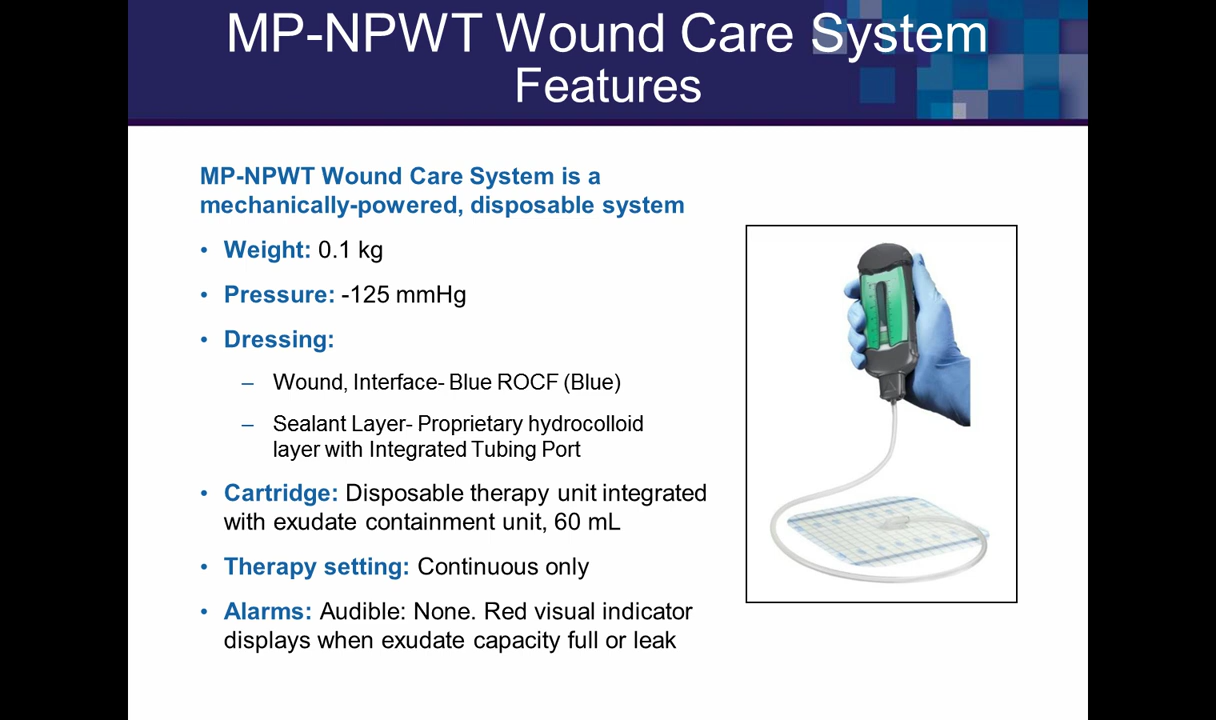 MP-NPWT Wound Care System
Features
MP-NPWT Wound Care System is a
mechanically-powered, disposable system
• Weight: 0.1 kg
• Pressure: -125 mmHg
• Dressing:
– Wound, Interface- Blue ROCF (Blue)
– Sealant Layer- Proprietary hydrocolloid
layer with Integrated Tubing Port
• Cartridge: Disposable therapy unit integrated
with exudate containment unit, 60 mL
• Therapy setting: Continuous only
• Alarms: Audible: None. Red visual indicator
displays when exudate capacity full or leak